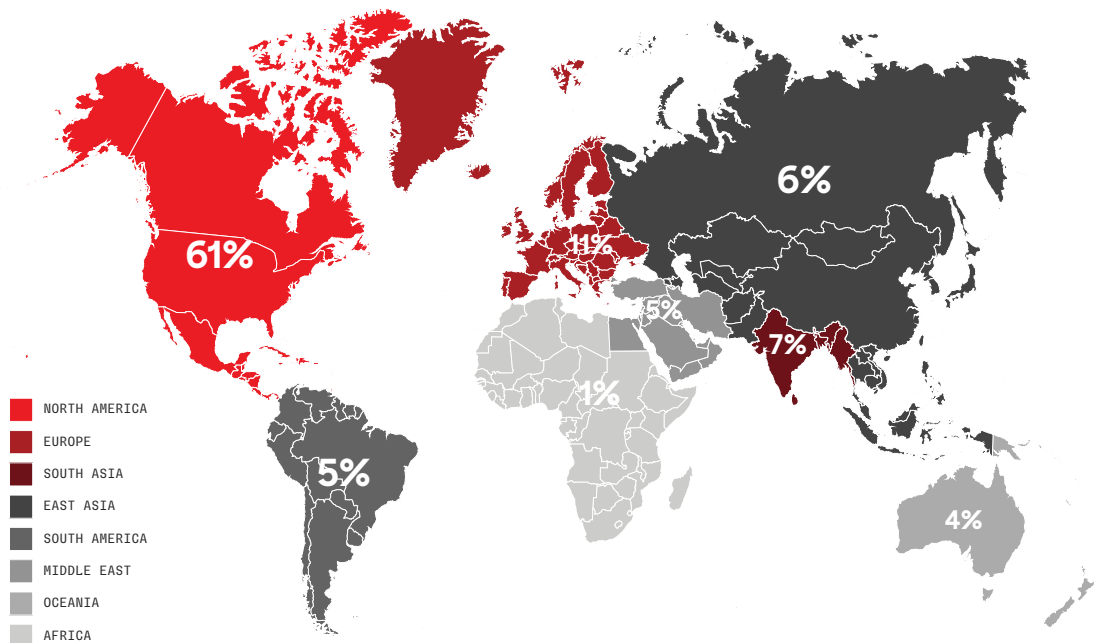 6%
11%
61%
5%
7%
1%
5%
4%
NORTH AMERICA
EUROPE
SOUTH ASIA
EAST ASIA
SOUTH AMERICA
MIDDLE EAST
OCEANIA
AFRICA